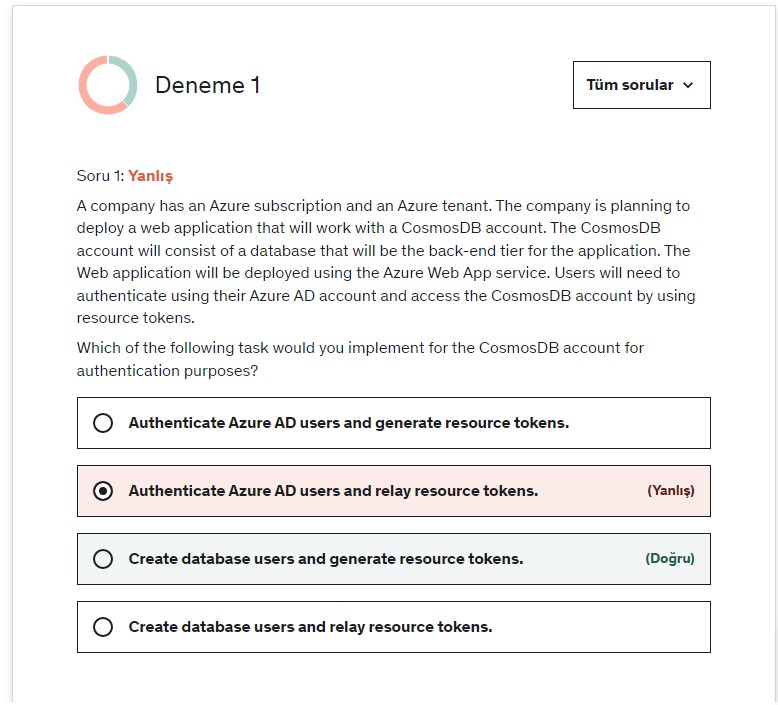 Deneme 1
Tüm sorular
Soru 1: Yanlış
A company has an Azure subscription and an Azure tenant. The company is planning to
deploy a web application that will work with a CosmosDB account. The CosmosDB
account will consist of a database that will be the back-end tier for the application. The
Web application will be deployed using the Azure Web App service. Users will need to
authenticate using their Azure AD account and access the CosmosDB account by using
resource tokens.
Which of the following task would you implement for the CosmosDB account for
authentication purposes?
Authenticate Azure AD users and generate resource tokens.
Authenticate Azure AD users and relay resource tokens. (Yanlış)
Create database users and generate resource tokens. (Doğru)
Create database users and relay resource tokens.